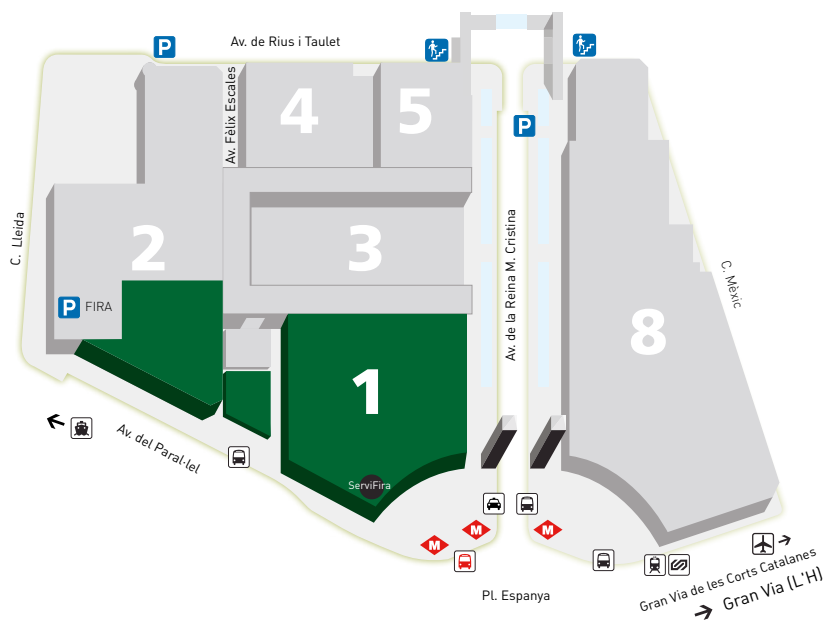 P
Av. de Rius i Taulet
Av. Fèlix Escales
4
5
P
C. Lleida
2
3
Av. de la Reina M. Cristina
C. Mèxic
P FIRA
8
1
ServiFira
Av. del Paral·lel
M
M
M
Pl. Espanya
Gran Via de les Corts Catalanes
Gran Via (L'H)